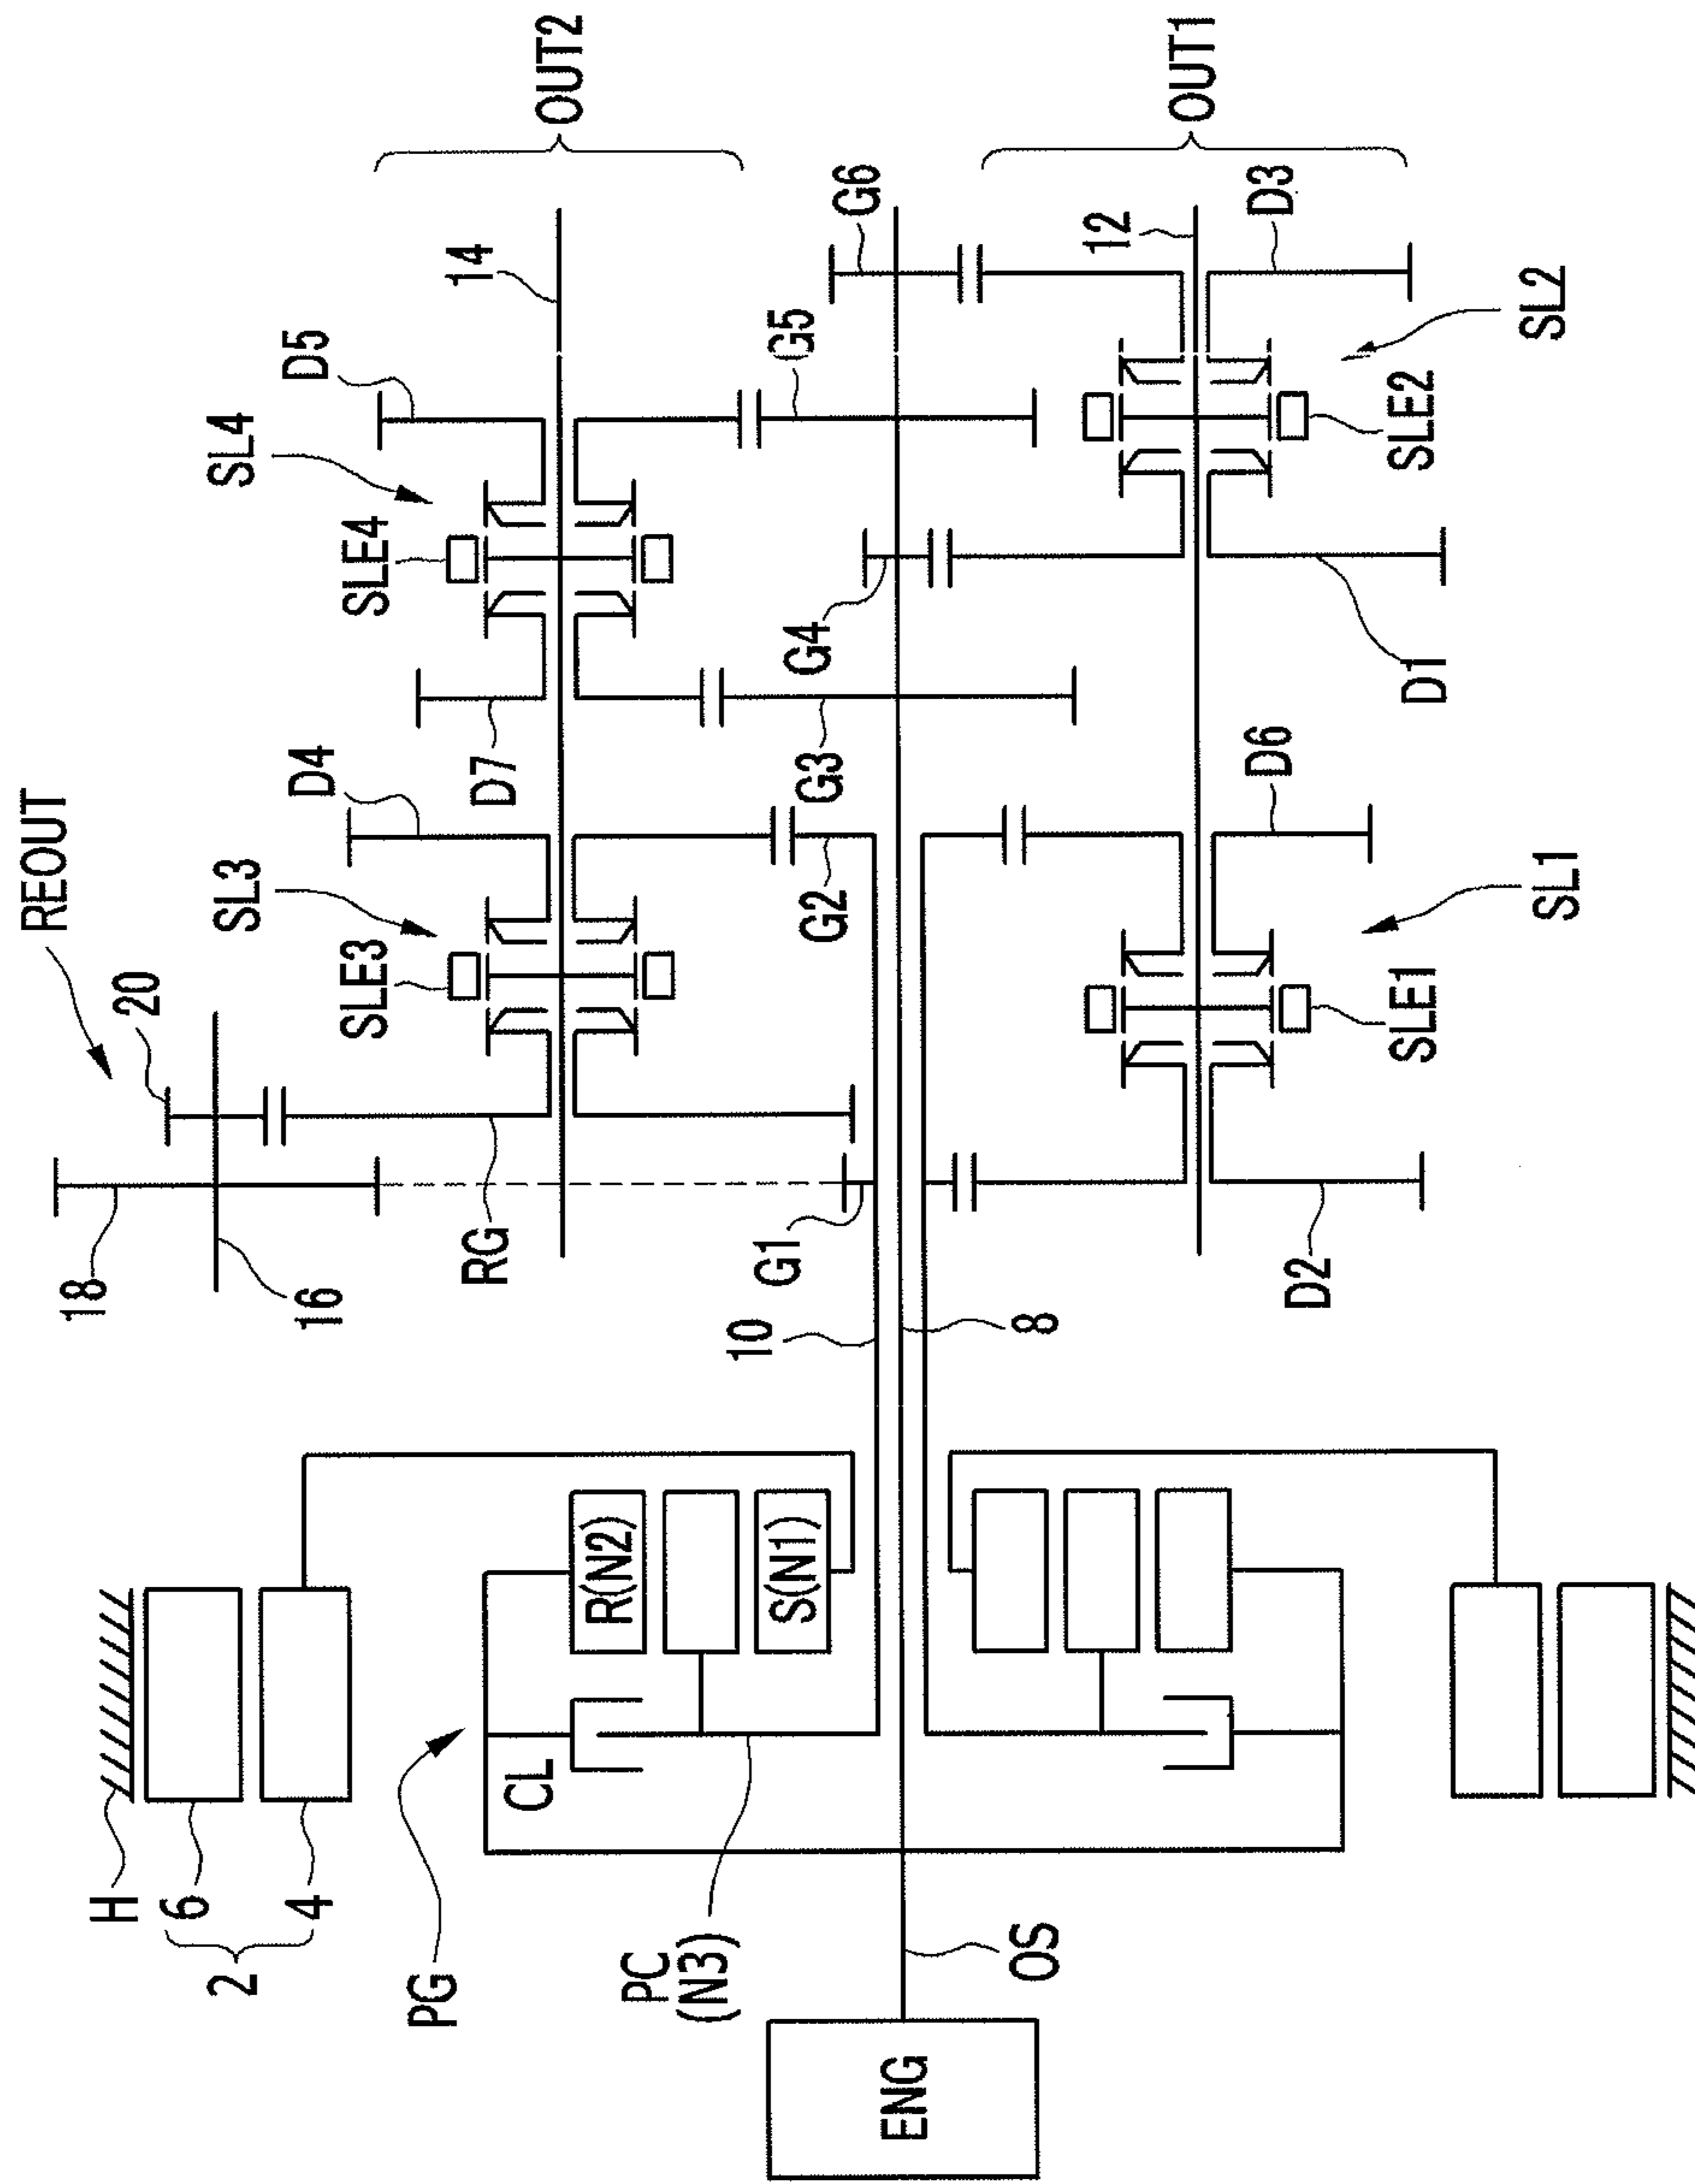 REOUT
OUT2
OUT1
18
16
20
RG
SL3
SLE3
D4
D7
SL4
SLE4
D5
14
G1
G2
G3
G4
G5
G6
10
8
12
D2
SLE1
SL1
D6
D1
SLE2
SL2
D3
H
6
4
2
PG
CL
R(N2)
S(N1)
PC
(N3)
OS
ENG